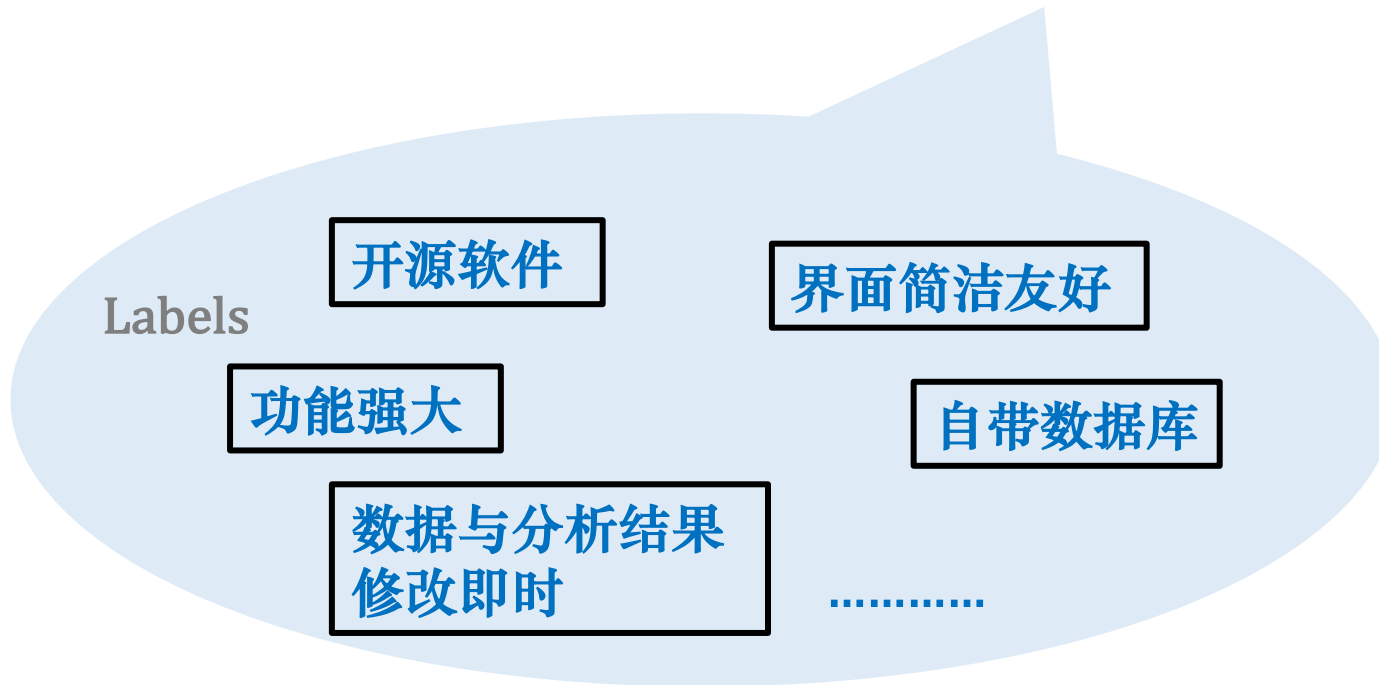 开源软件
界面简洁友好
Labels
功能强大
自带数据库
数据与分析结果
修改即时
…………